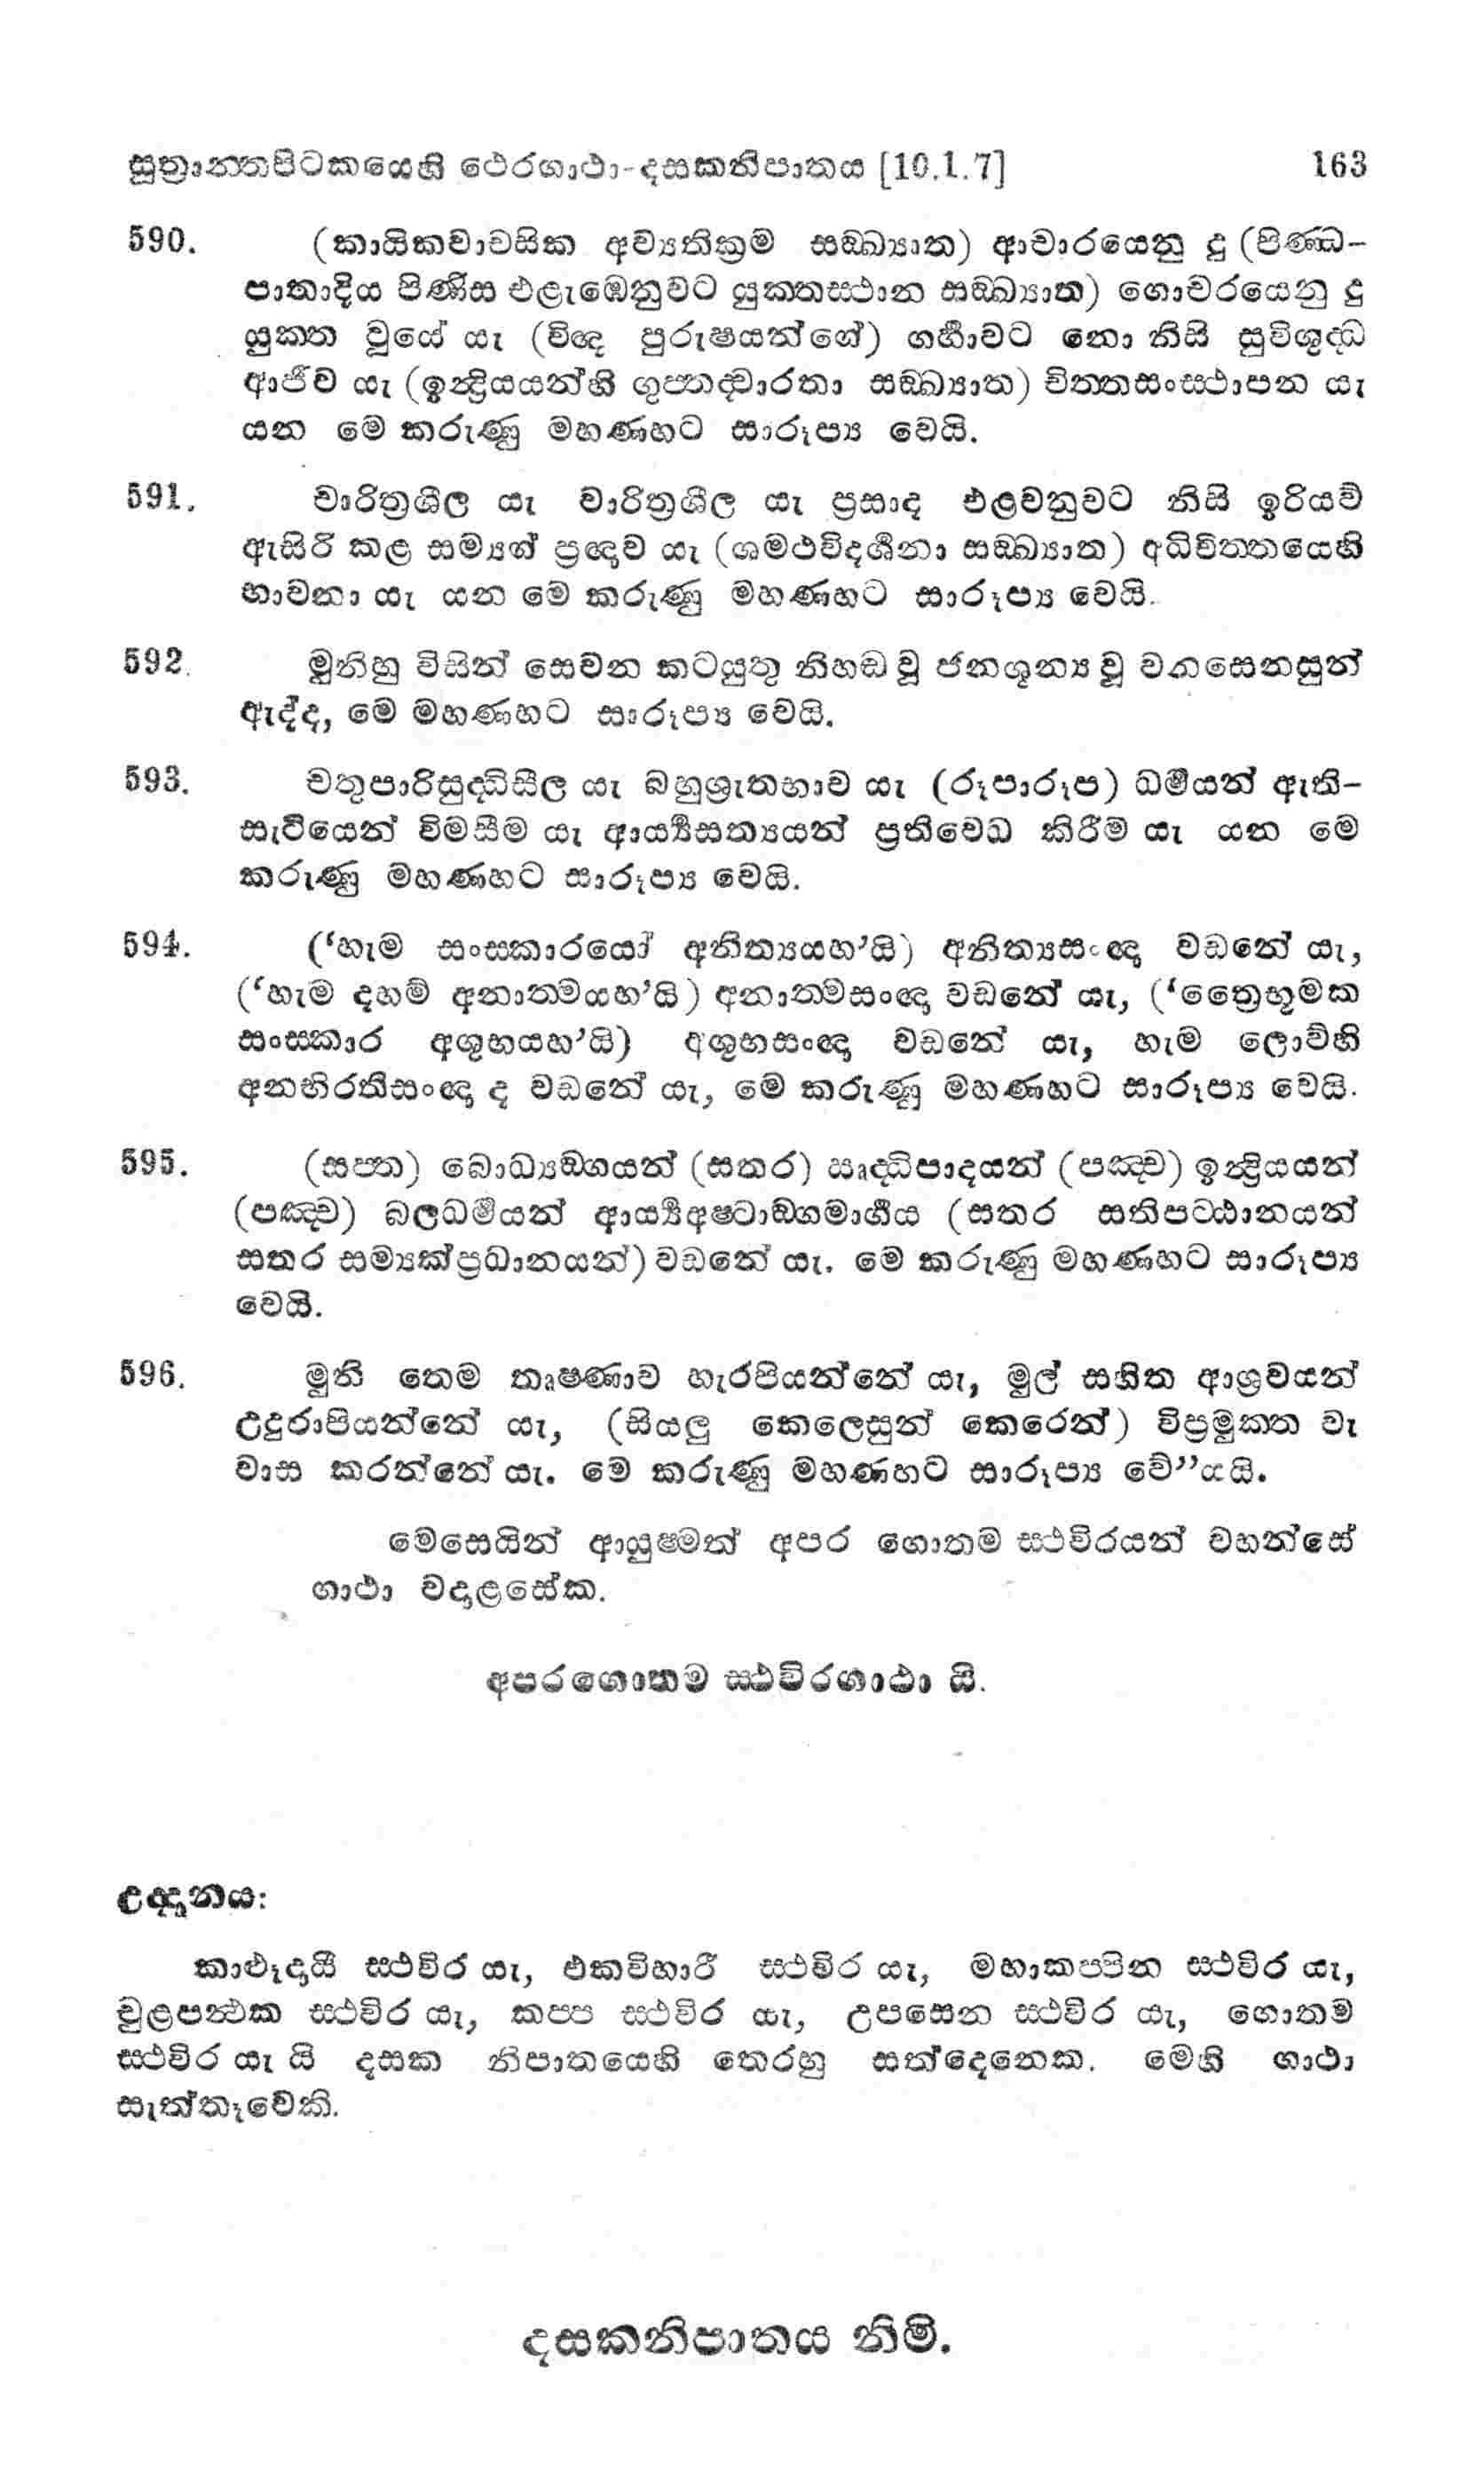 සූත්‍රාන්තපිටකයෙහි ථෙරගාථා-දසකනිපාතය [10.1.7] 163
590. (කායිකවාචසික අව්‍යතික්‍රම සඞ්ඛ්‍යාත) ආචාරයෙනු දු (පිණ්ඩ-
පාතාදිය පිණිස එළැඹෙනුවට යුක්තස්ථාන සඞ්ඛ්‍යාත) ගොචරයෙනු දු
යුක්ත වූයේ යැ (විඥ පුරුෂයන්ගේ) ගර්‍හාවට නො නිසි සුවිශුද්ධ
ආජීව යැ (ඉන්ද්‍රියයන්හි ගුප්තද්වාරතා සඞ්ඛ්‍යාත) චිත්තසංස්ථාපන යැ
යන මෙ කරුණු මහණහට සාරූප්‍ය වෙයි.
591. චාරිත්‍රශීල යැ වාරිත්‍රශීල යැ ප්‍රසාද එළවනුවට නිසි ඉරියව්
ඇසිරි කළ සම්‍යග් ප්‍රඥාව යැ (ශමථවිදර්‍ශනා සඞ්ඛ්‍යාත) අධිචිත්තයෙහි
භාවනා යැ යන මෙ කරුණු මහණහට සාරූප්‍ය වෙයි.
592. මුනිහු විසින් සෙවන කටයුතු නිහඬ වූ ජනශූන්‍ය වූ වනසෙනසුන්
ඇද්ද, මෙ මහණහට සාරූප්‍ය වෙයි.
593. චතුපාරිසුද්ධිසීල යැ බහුශ්‍රැතභාව යැ (රූපාරූප) ධර්‍මයන් ඇති-
සැටියෙන් විමසීම යැ ආර්‍ය්‍යසත්‍යයන් ප්‍රතිවෙධ කිරීම යැ යන මෙ
කරුණු මහණහට සාරූප්‍ය වෙයි.
594. (‘හැම සංස්කාරයෝ අනිත්‍යයහ’යි) අනිත්‍යසංඥා වඩනේ යැ,
(‘හැම දහම් අනාත්මයහ’යි) අනාත්මසංඥා වඩනේ යැ, (‘ත්‍රෛභූමක
සංස්කාර අශුභයහ’යි) අශුභසංඥා වඩනේ යැ, හැම ලොව්හි
අනභිරතිසංඥා ද වඩනේ යැ, මෙ කරුණු මහණහට සාරූප්‍ය වෙයි.
595. (සප්ත) බොධ්‍යඞ්ගයන් (සතර) ඍද්ධිපාදයන් (පඤ්ච) ඉන්ද්‍රියයන්
(පඤ්ච) බලධර්‍මයන් ආර්‍ය්‍යඅෂ්ටාඞ්ගමාර්‍ගය (සතර සතිපට්ඨානයන්
සතර සම්‍යක්ප්‍රධානයන්) වඩනේ යැ. මෙ කරුණු මහණහට සාරූප්‍ය
වෙයි.
596. මුනි තෙම තෘෂ්ණාව හැරපියන්නේ යැ, මුල් සහිත ආශ්‍රවයන්
උදුරාපියන්නේ යැ, (සියලු කෙලෙසුන් කෙරෙන්) විප්‍රමුක්ත වැ
වාස කරන්නේ යැ. මෙ කරුණු මහණහට සාරූප්‍ය වේ”යයි.
මෙසෙයින් ආයුෂ්මත් අපර ගොතම ස්ථවිරයන් වහන්සේ
ගාථා වදාළසේක.
අපරගොතම ස්ථවිරගාථා යි.
උද්දානය:
කාළුදායී ස්ථවිර යැ, එකවිහාරී ස්ථවිර යැ, මහාකප්පින ස්ථවිර යැ,
චුළපන්ථක ස්ථවිර යැ, කප්ප ස්ථවිර යැ, උපසෙන ස්ථවිර යැ, ගොතම
ස්ථවිර යැ යි දසක නිපාතයෙහි තෙරහු සත්දෙනෙක. මෙහි ගාථා
සැත්තෑවෙකි.
දසකනිපාතය නිමි.